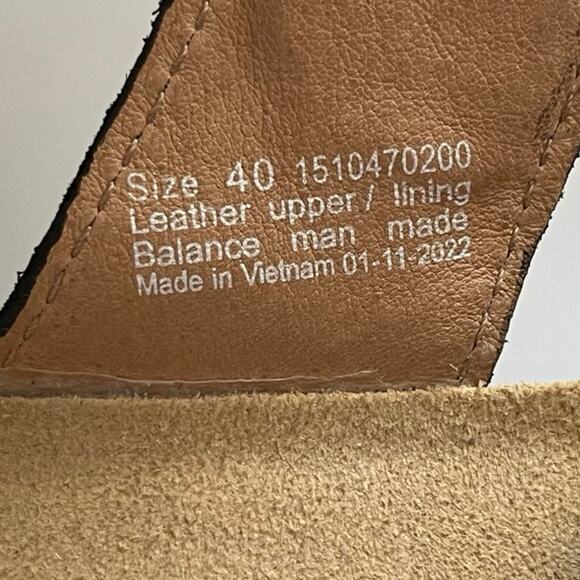 Size 40 1510470200
Leather upper/ lining
Balance man made
Made in Vietnam 01-11-2022